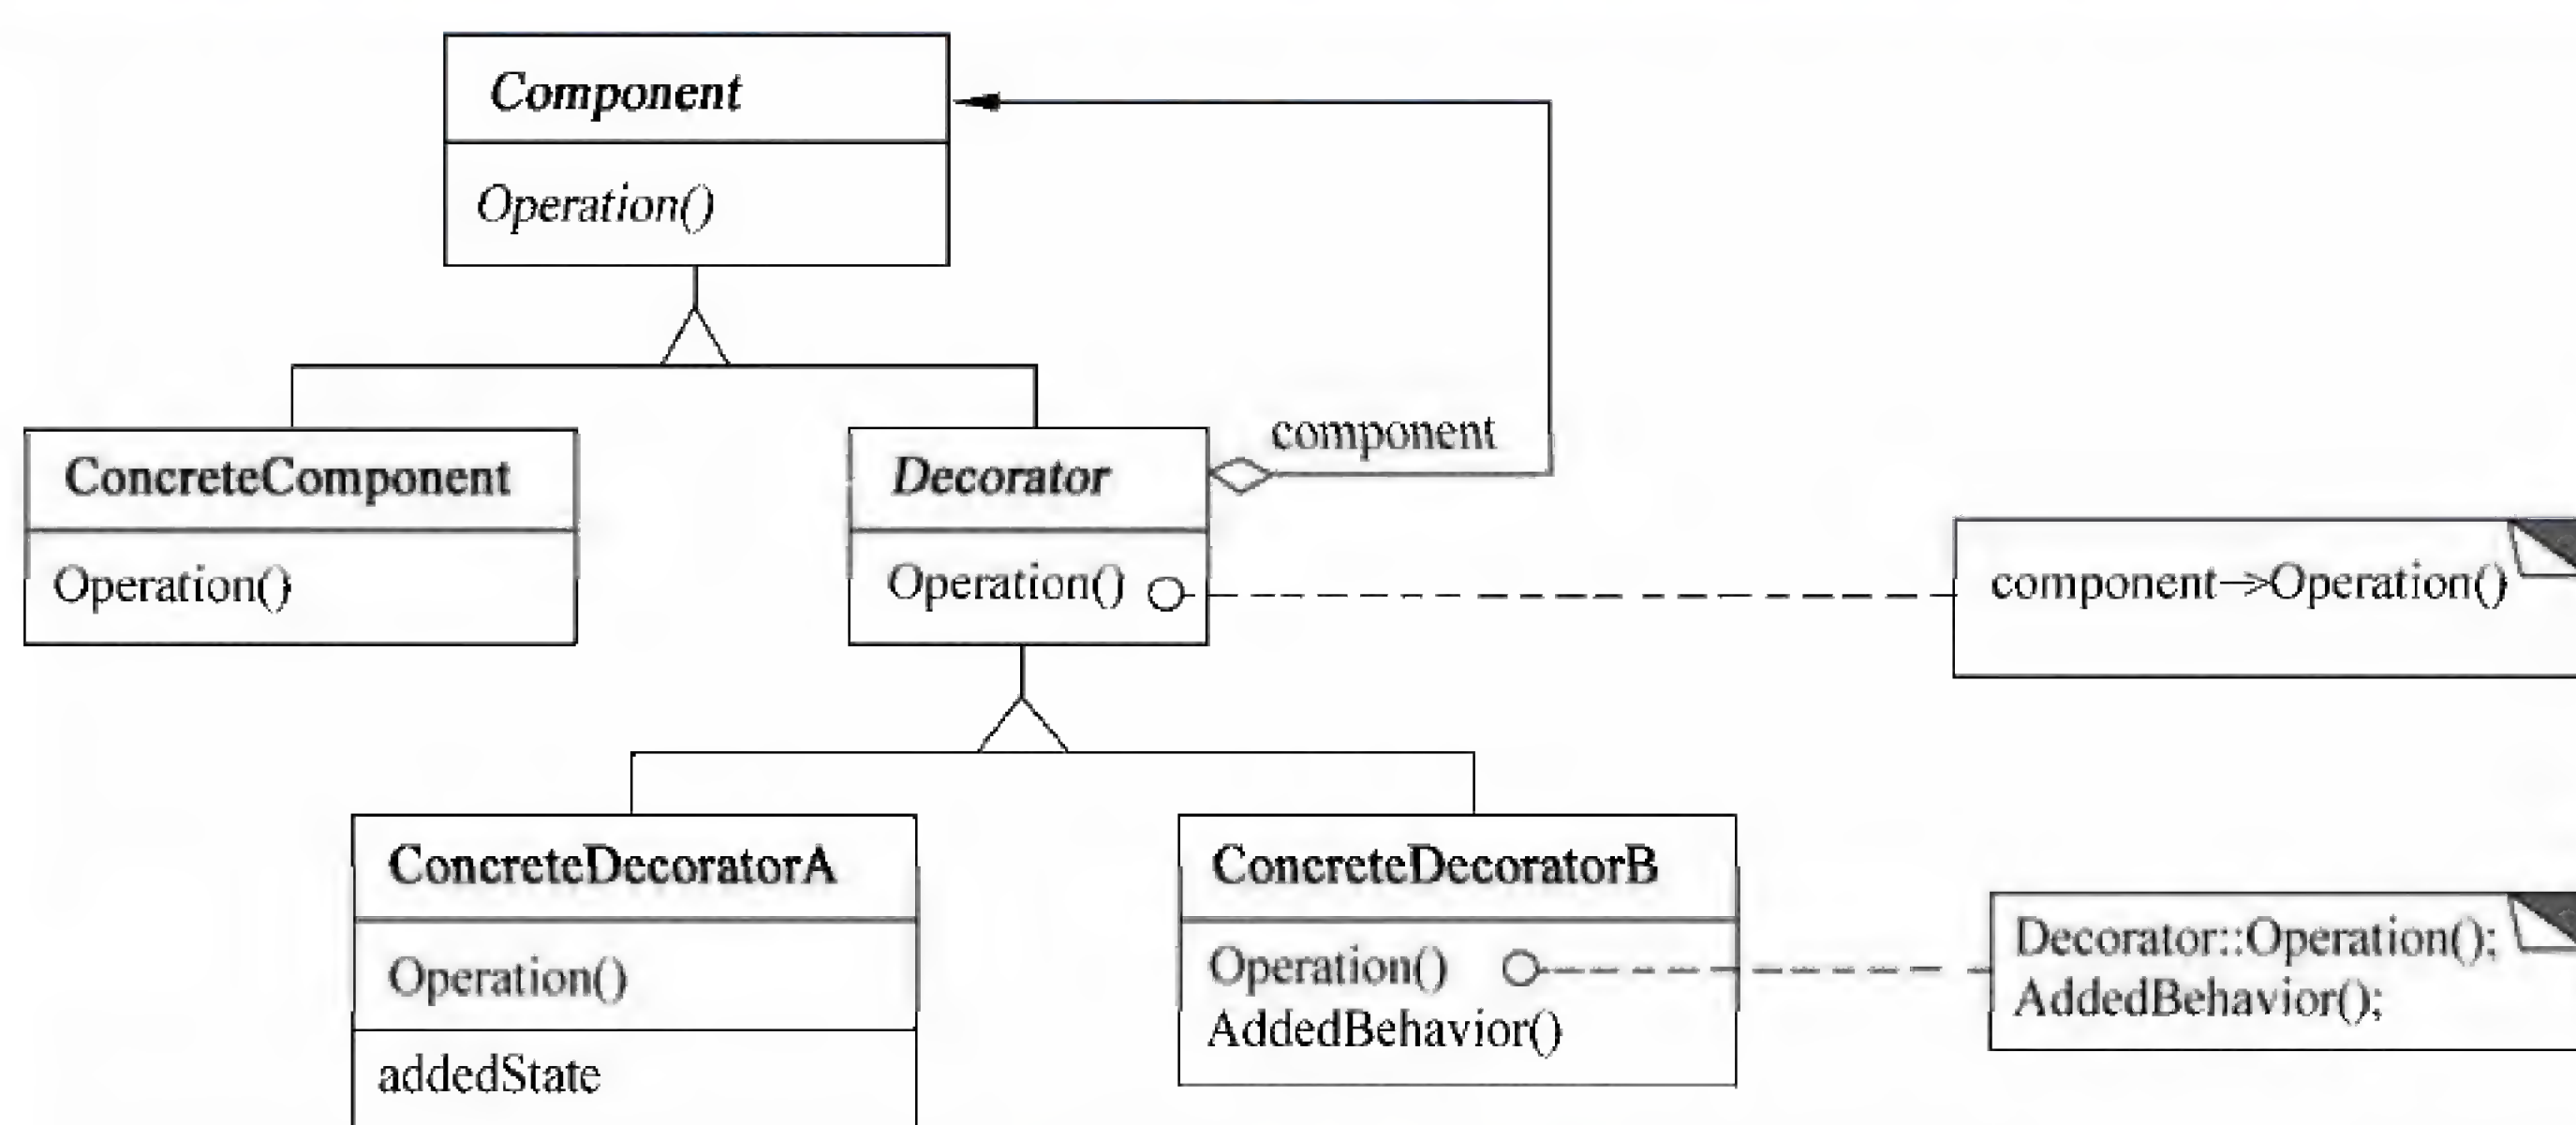 Component
Operation()
component
ConcreteComponent
Decorator
Operation()
Operation()
component->Operation()
ConcreteDecoratorA
ConcreteDecoratorB
Operation()
Operation()
AddedBehavior()
addedState
Decorator::Operation();
AddedBehavior();